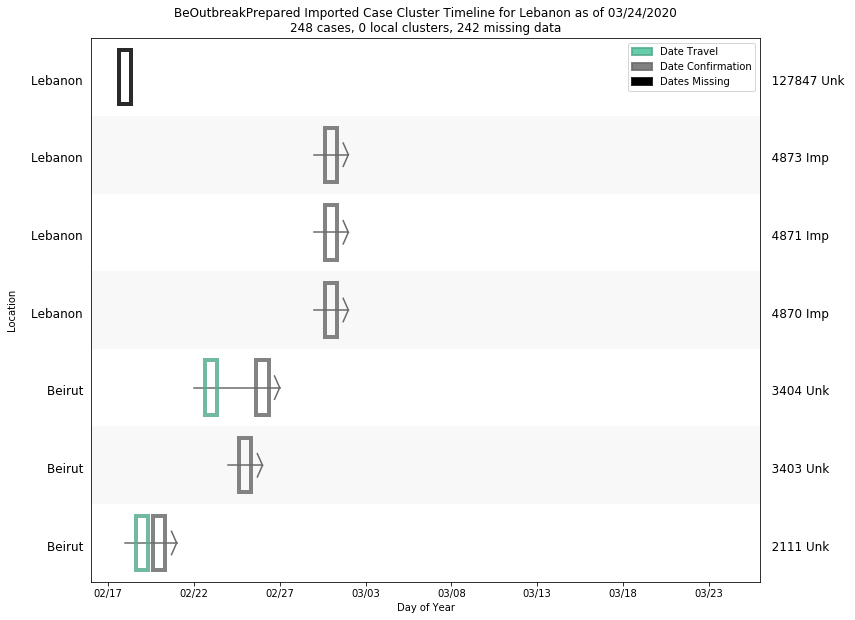 BeOutbreakPrepared Imported Case Cluster Timeline for Lebanon as of 03/24/2020
248 cases, 0 local clusters, 242 missing data
Date Travel
Date Confirmation
Dates Missing
Lebanon
127847 Unk
Lebanon
4873 Imp
Lebanon
4871 Imp
Lebanon
4870 Imp
Beirut
3404 Unk
Beirut
3403 Unk
Beirut
2111 Unk
Location
02/17
02/22
02/27
03/03
03/08
03/13
03/18
03/23
Day of Year